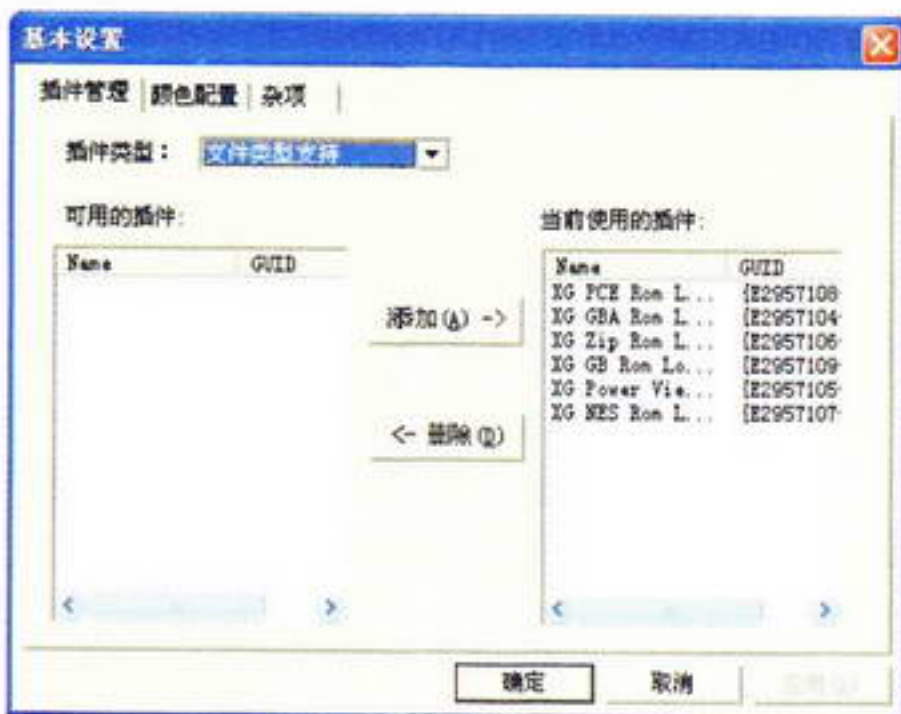 基本设置
插件管理 颜色配置 杂项
插件类型： 文件类型支持
可用的插件:
Name GUID
添加(A) ->
<- 删除(D)
当前使用的插件:
Name GUID
XG PCE Rom L... {E2957108-
XG GBA Rom L... {E2957104-
XG Zip Rom L... {E2957106-
XG GB Rom Lo... {E2957109-
XG Power Vie... {E2957105-
XG NES Rom L... {E2957107-
确定 取消